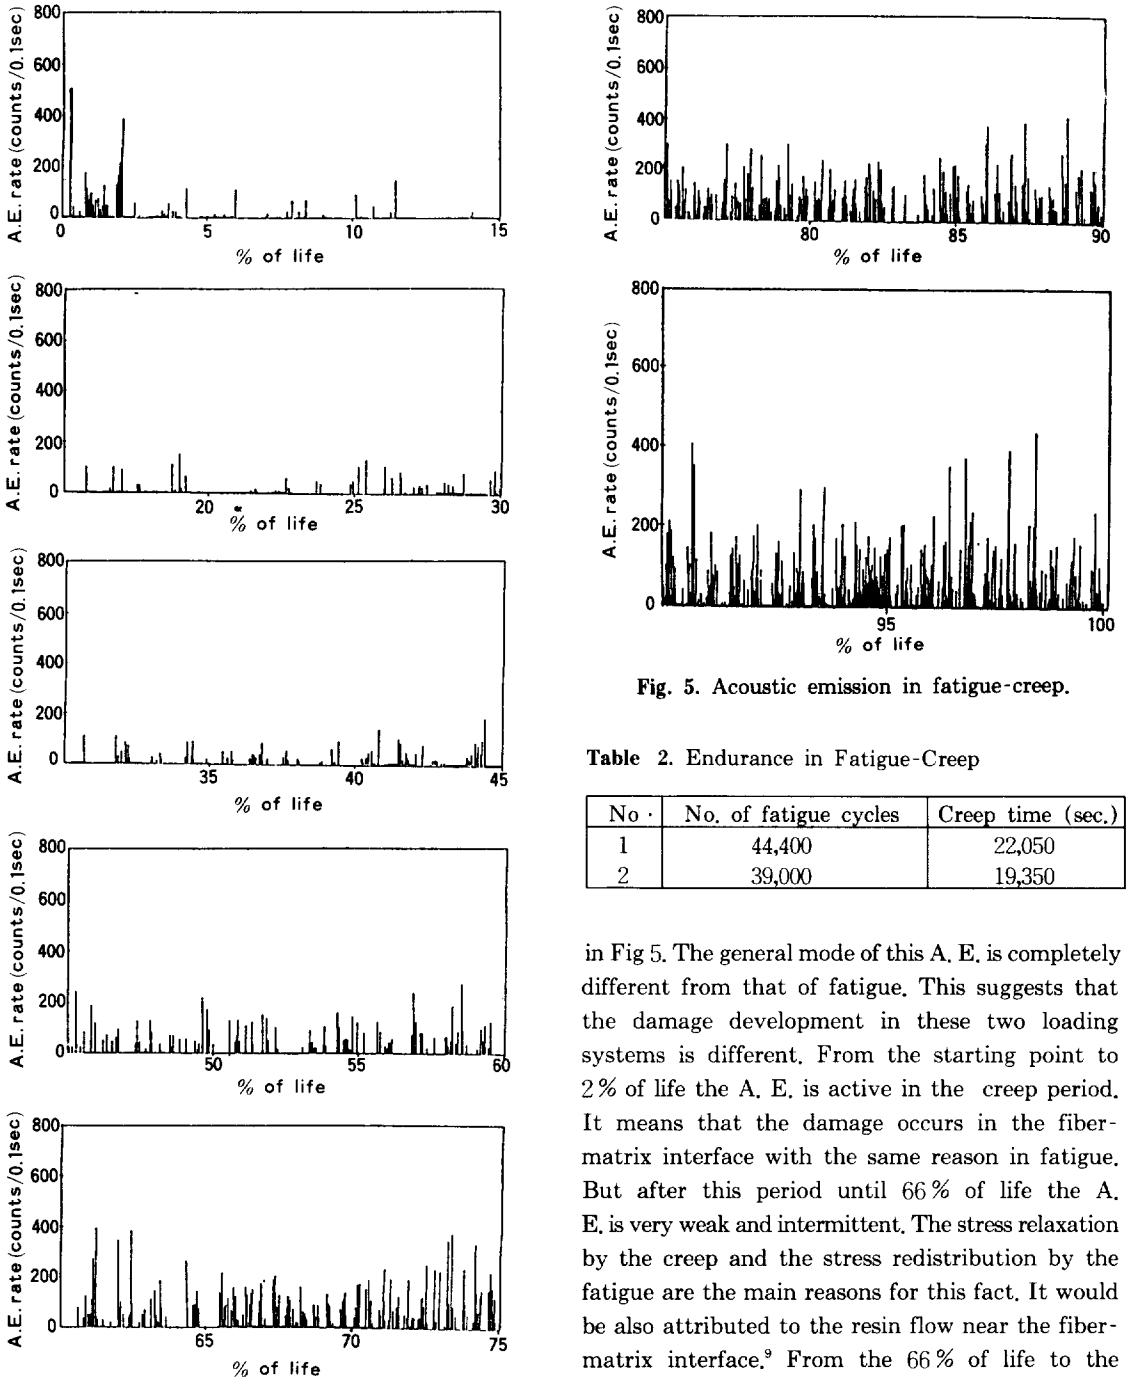 A.E. rate (counts/0.1sec)
800
600
400
200
0
0 5 10 15
% of life
A.E. rate (counts/0.1sec)
800
600
400
200
0
20 25 30
% of life
A.E. rate (counts/0.1sec)
800
600
400
200
0
35 40 45
% of life
A.E. rate (counts/0.1sec)
800
600
400
200
0
50 55 60
% of life
A.E. rate (counts/0.1sec)
800
600
400
200
0
65 70 75
% of life
A.E. rate (counts/0.1sec)
800
600
400
200
0
80 85 90
% of life
A.E. rate (counts/0.1sec)
800
600
400
200
0
95 100
% of life
Fig. 5. Acoustic emission in fatigue-creep.
Table 2. Endurance in Fatigue-Creep
No. No. of fatigue cycles Creep time (sec.)
1 44,400 22,050
2 39,000 19,350
in Fig 5. The general mode of this A. E. is completely
different from that of fatigue. This suggests that
the damage development in these two loading
systems is different. From the starting point to
2% of life the A. E. is active in the creep period.
It means that the damage occurs in the fiber-
matrix interface with the same reason in fatigue.
But after this period until 66% of life the A.
E. is very weak and intermittent. The stress relaxation
by the creep and the stress redistribution by the
fatigue are the main reasons for this fact. It would
be also attributed to the resin flow near the fiber-
matrix interface.⁹ From the 66% of life to the